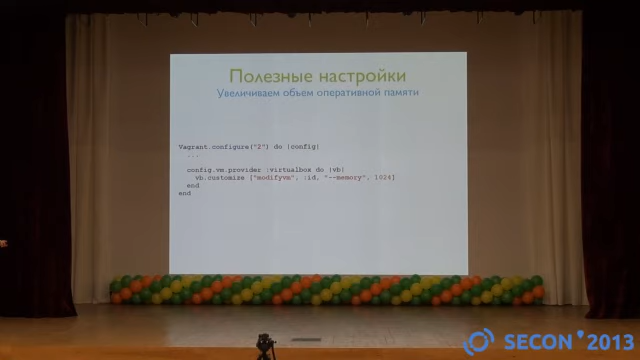 Полезные настройки
Увеличиваем объем оперативной памяти
Vagrant.configure("2") do |config|
...
config.vm.provider :virtualbox do |vb|
vb.customize ["modifyvm", :id, "--memory", 1024]
end
end
SECON' 2013